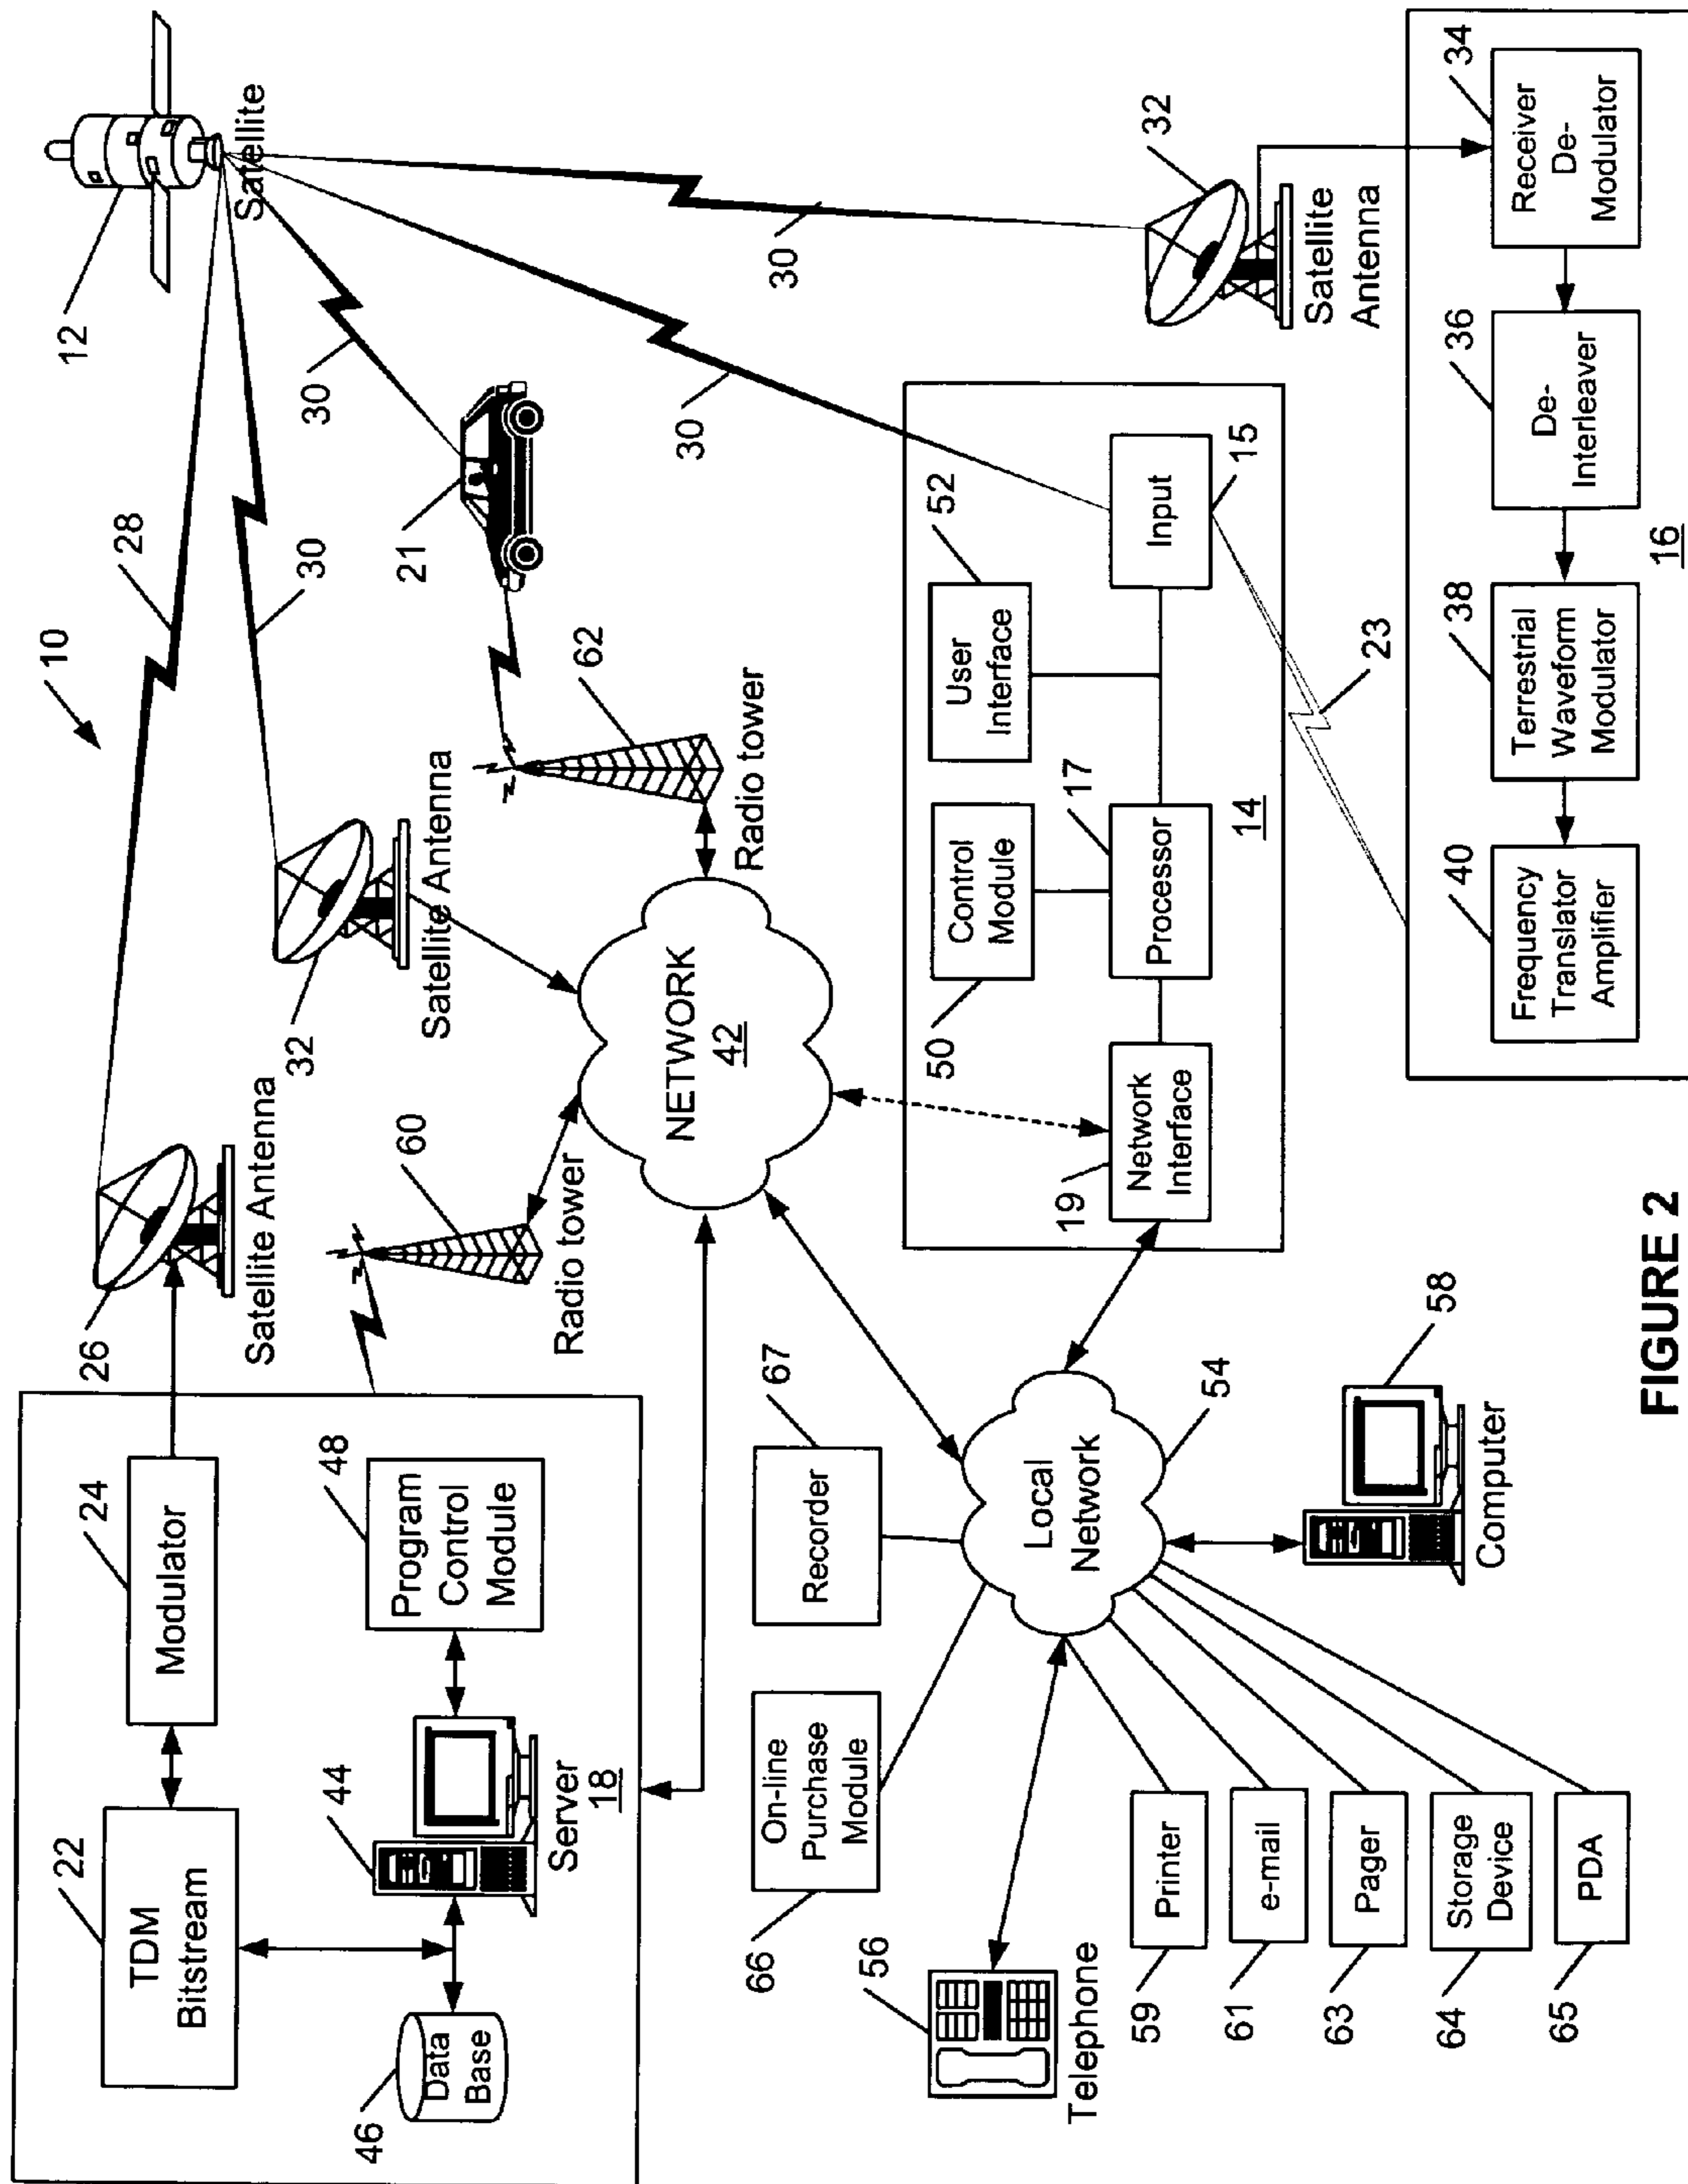 10
12
Satellite
28
30
30
30
30
26
Satellite Antenna
32
Satellite Antenna
21
62
Radio tower
60
Radio tower
NETWORK
42
22
TDM
Bitstream
24
Modulator
46
Data
Base
44
Server
18
48
Program
Control
Module
66
On-line
Purchase
Module
67
Recorder
Local
Network
54
56
Telephone
58
Computer
Printer
59
e-mail
61
Pager
63
Storage
Device
64
PDA
65
50
Control
Module
52
User
Interface
19
Network
Interface
17
Processor
Input
15
14
23
32
Satellite
Antenna
40
Frequency
Translator
Amplifier
38
Terrestrial
Waveform
Modulator
36
De-
Interleaver
34
Receiver
De-
Modulator
16
FIGURE 2